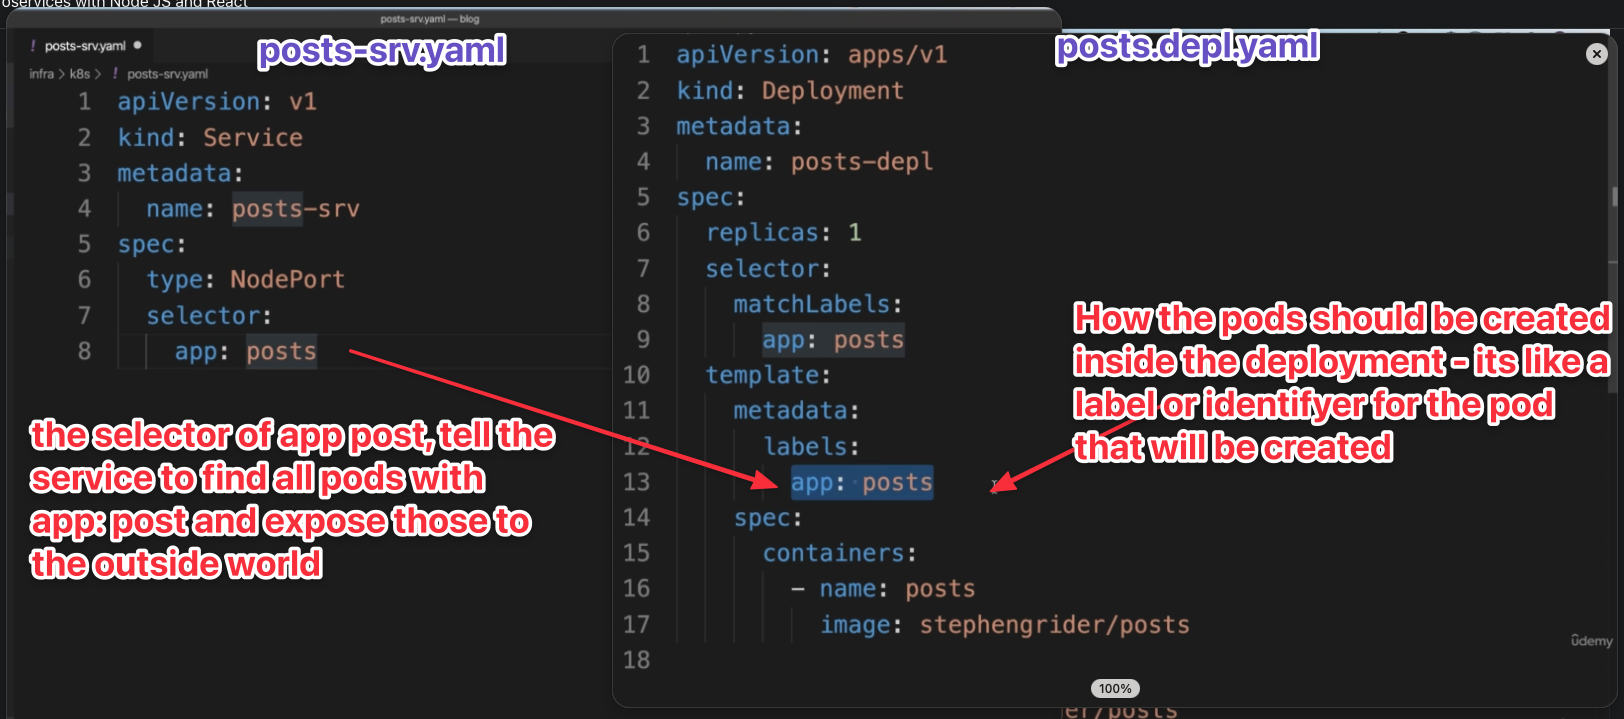 oservices with Node JS and React
posts-srv.yaml — blog
! posts-srv.yaml ●
posts-srv.yaml
infra > k8s > ! posts-srv.yaml
1 apiVersion: v1
2 kind: Service
3 metadata:
4 name: posts-srv
5 spec:
6 type: NodePort
7 selector:
8 app: posts
the selector of app post, tell the
service to find all pods with
app: post and expose those to
the outside world
posts.depl.yaml
1 apiVersion: apps/v1
2 kind: Deployment
3 metadata:
4 name: posts-depl
5 spec:
6 replicas: 1
7 selector:
8 matchLabels:
9 app: posts
10 template:
11 metadata:
12 labels:
13 app: posts
14 spec:
15 containers:
16 - name: posts
17 image: stephengrider/posts
18
How the pods should be created
inside the deployment - its like a
label or identifyer for the pod
that will be created
ûdemy
100%
er/posts